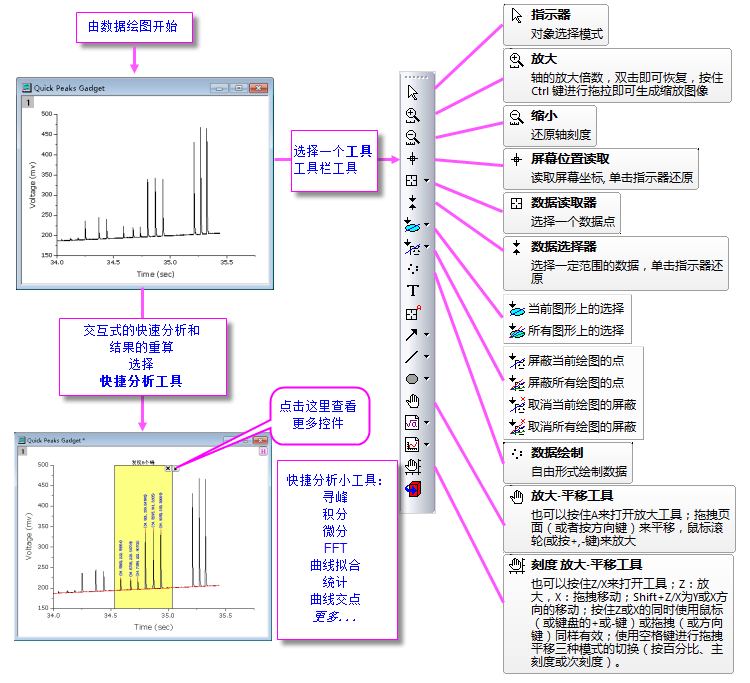 由数据绘图开始
Quick Peaks Gadget
1
500
450
400
350
300
250
200
150
Voltage (mv)
34.0
34.5
35.0
35.5
Time (sec)
选择一个工具
工具栏工具
交互式的快速分析和
结果的重算
选择
快捷分析工具
点击这里查看
更多控件
Quick Peaks Gadget *
1
500
450
400
350
300
250
200
150
Voltage (mv)
34.0
34.5
35.0
35.5
Time (sec)
快捷分析小工具：
寻峰
积分
微分
FFT
曲线拟合
统计
曲线交点
更多...
指示器
对象选择模式
放大
轴的放大倍数，双击即可恢复，按住
Ctrl 键进行拖拉即可生成缩放图像
缩小
还原轴刻度
屏幕位置读取
读取屏幕坐标, 单击指示器还原
数据读取器
选择一个数据点
数据选择器
选择一定范围的数据，单击指示器还
原
当前图形上的选择
所有图形上的选择
屏蔽当前绘图的点
屏蔽所有绘图的点
取消当前绘图的屏蔽
取消所有绘图的屏蔽
数据绘制
自由形式绘制数据
放大-平移工具
也可以按住A来打开放大工具；拖拽页
面（或者按方向键）来平移，鼠标滚
轮(或按+,-键)来放大
刻度 放大-平移工具
也可以按住Z/X来打开工具；Z：放
大，X：拖拽移动；Shift+Z/X为Y或X方
向的移动；按住Z或X的同时使用鼠标
（或键盘的+或-键）或拖拽（或方向
键）同样有效；使用空格键进行拖拽
平移三种模式的切换（按百分比、主
刻度或次刻度）。